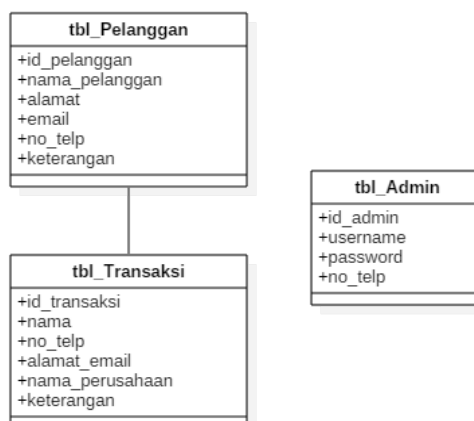 tbl_Pelanggan
+id_pelanggan
+nama_pelanggan
+alamat
+email
+no_telp
+keterangan
tbl_Transaksi
+id_transaksi
+nama
+no_telp
+alamat_email
+nama_perusahaan
+keterangan
tbl_Admin
+id_admin
+username
+password
+no_telp